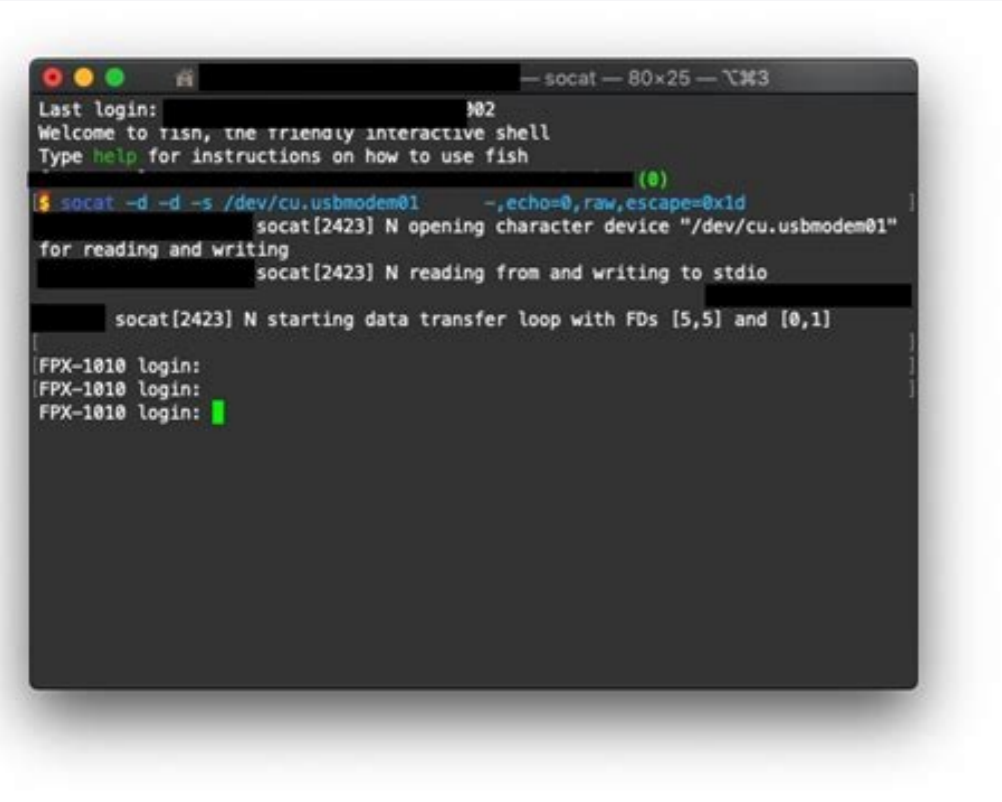 — socat — 80×25 — ⌥⌘3
Last login: 002
Welcome to fish, the friendly interactive shell
Type help for instructions on how to use fish
(0)
$ socat -d -d -s /dev/cu.usbmodem01 -,echo=0,raw,escape=0x1d
socat[2423] N opening character device "/dev/cu.usbmodem01"
for reading and writing
socat[2423] N reading from and writing to stdio
socat[2423] N starting data transfer loop with FDs [5,5] and [0,1]
[ ]
[FPX-1010 login: ]
[FPX-1010 login: ]
FPX-1010 login: